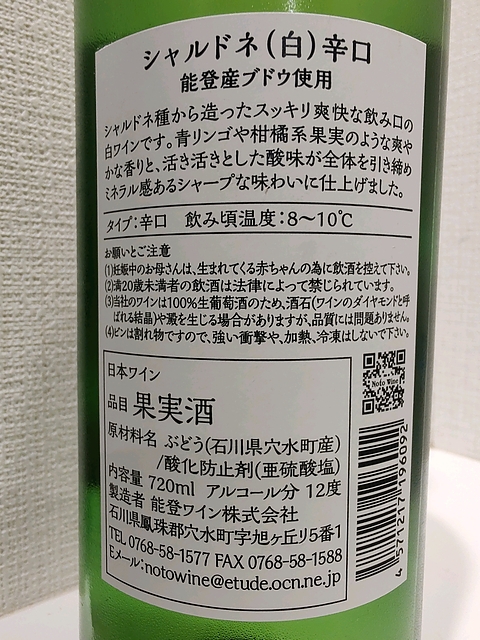 シャルドネ(白)辛口
能登産ブドウ使用
シャルドネ種から造ったスッキリ爽快な飲み口の
白ワインです。青リンゴや柑橘系果実のような爽や
かな香りと、活き活きとした酸味が全体を引き締め
ミネラル感あるシャープな味わいに仕上げました。
タイプ:辛口 飲み頃温度:8~10℃
お願いとご注意
(1)妊娠中のお母さんは、生まれてくる赤ちゃんの為に飲酒を控えて下さい。
(2)満20歳未満者の飲酒は法律によって禁じられています。
(3)当社のワインは100%生葡萄酒のため、酒石(ワインのダイヤモンドと呼
ばれる結晶)や澱を生じる場合がありますが、品質には問題ありません。
(4)ビンは割れ物ですので、強い衝撃や、加熱、冷凍はしないで下さい。
日本ワイン
品目 果実酒
原材料名 ぶどう(石川県穴水町産)
/酸化防止剤(亜硫酸塩)
内容量 720ml アルコール分 12度
製造者 能登ワイン株式会社
石川県鳳珠郡穴水町字旭ヶ丘リ5番1
TEL 0768-58-1577 FAX 0768-58-1588
Eメール:notowine@etude.ocn.ne.jp
Noto Wine
4571217196092